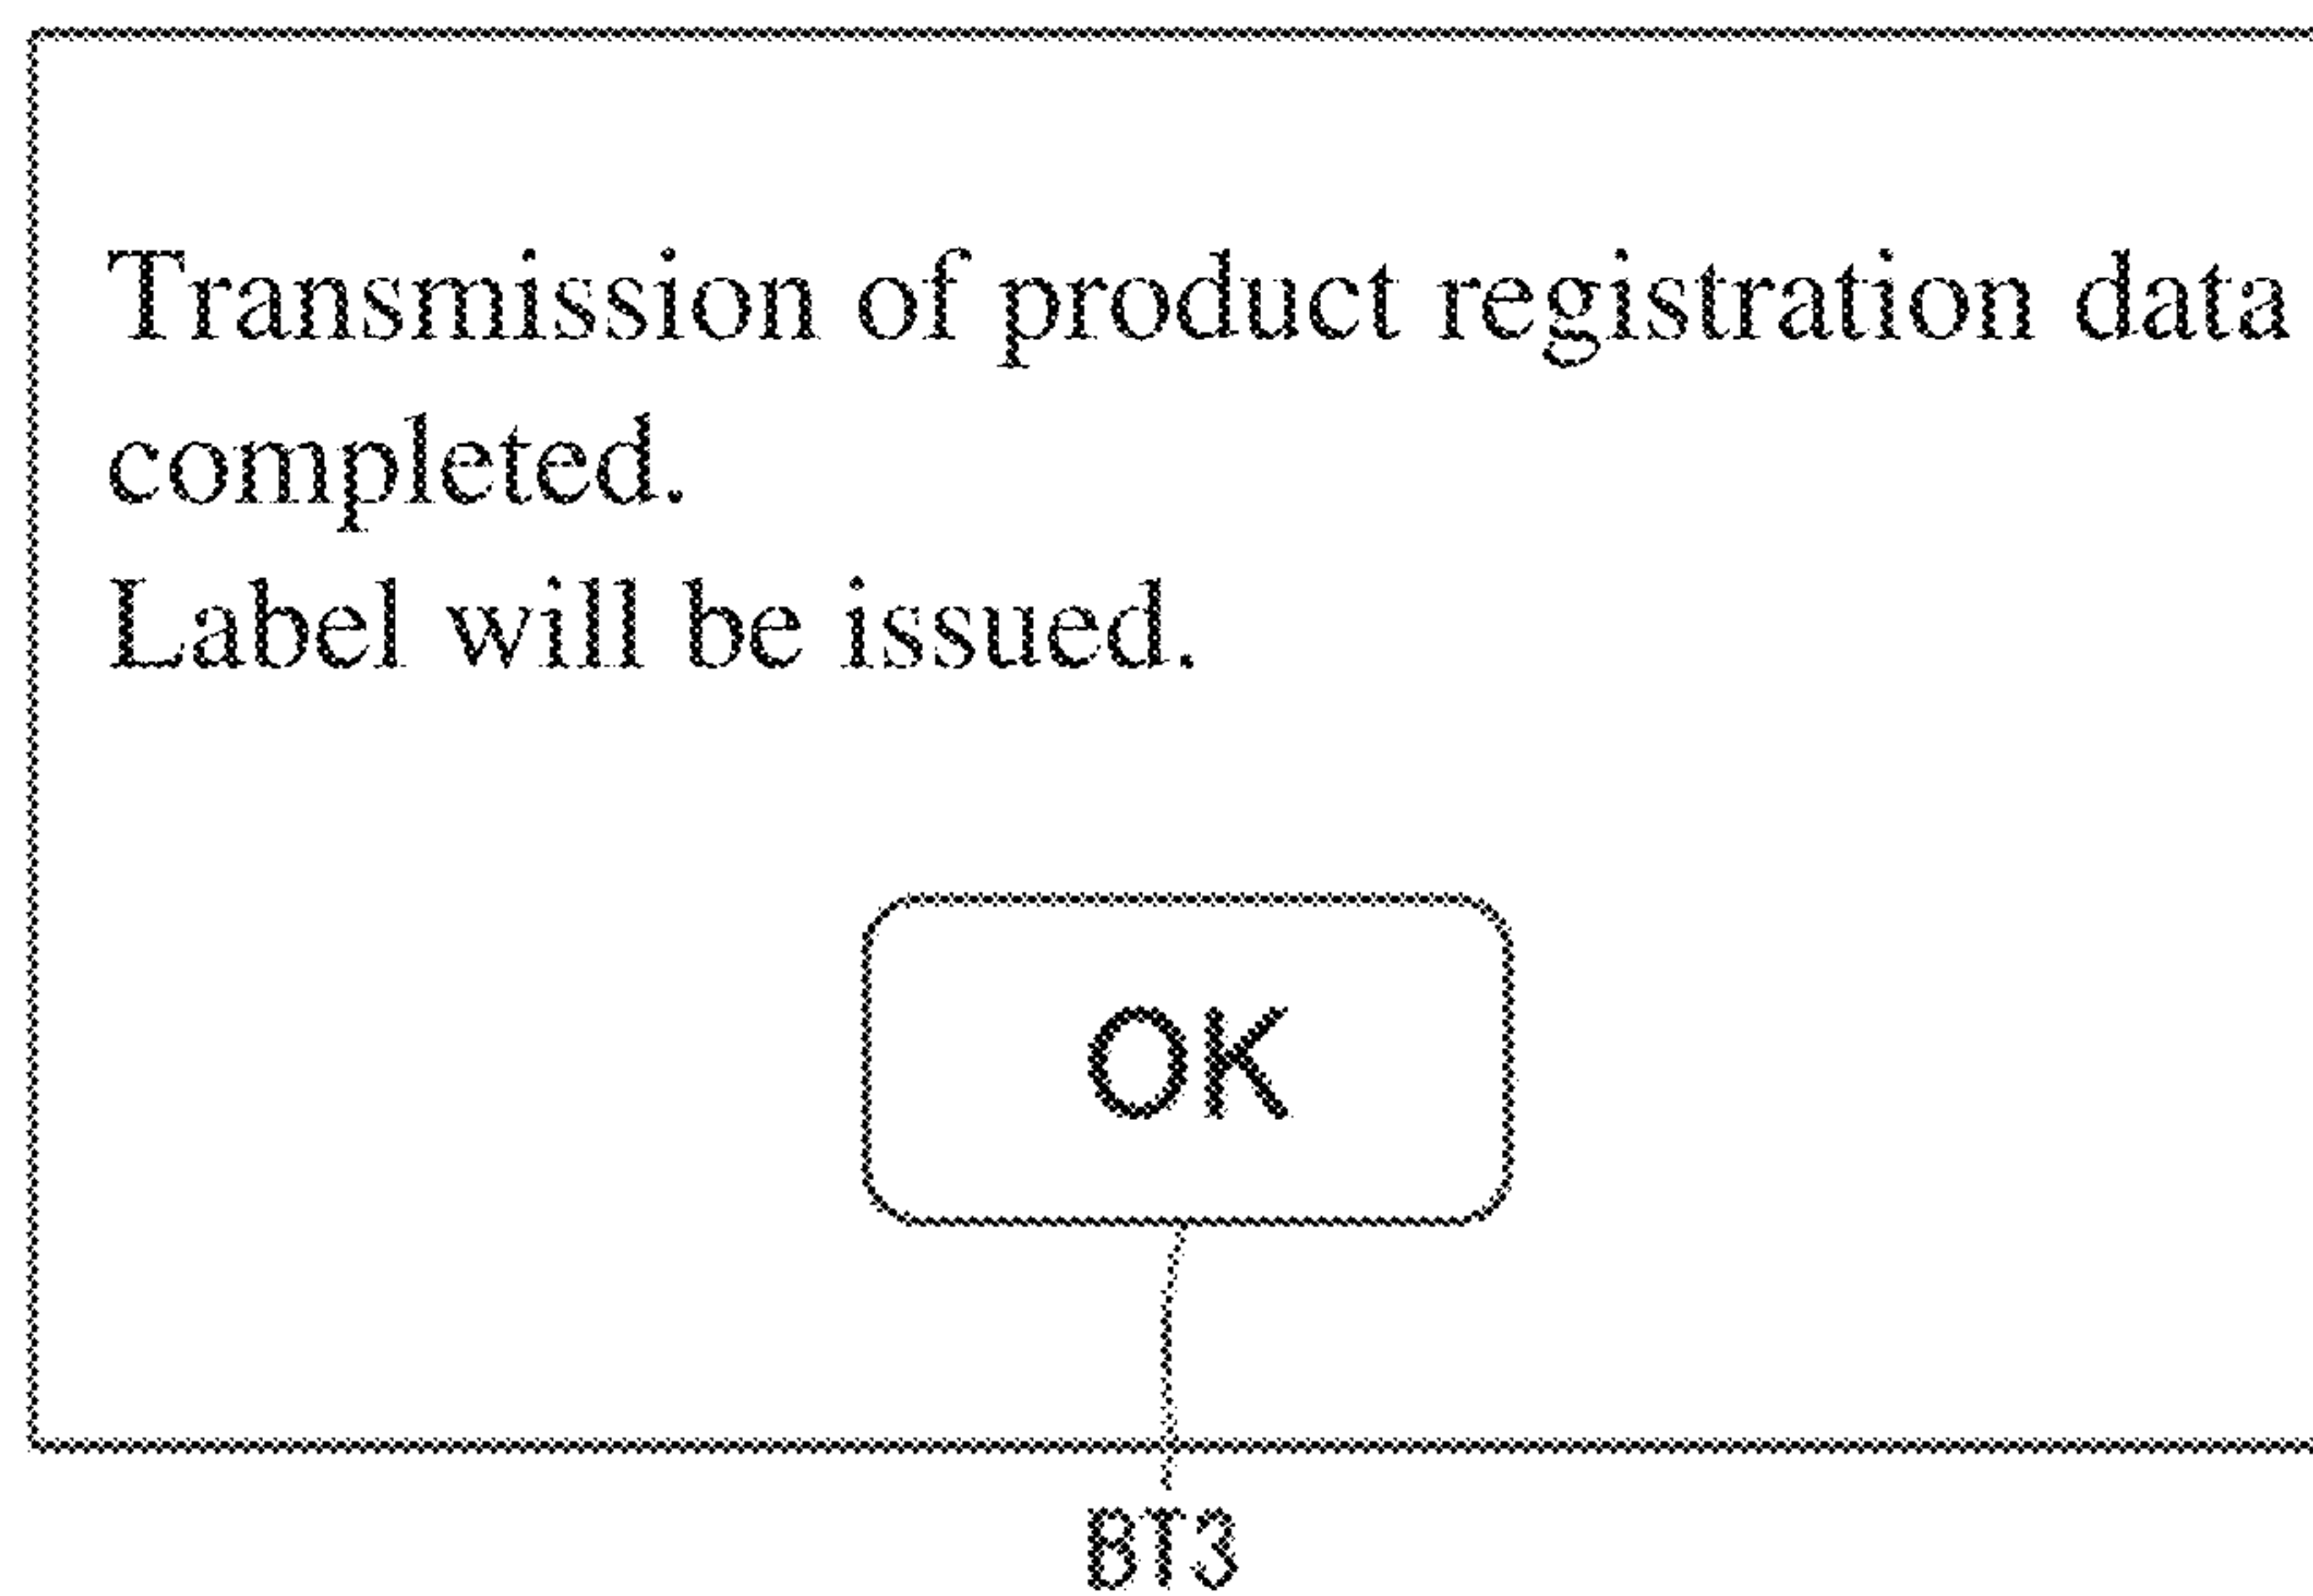 Transmission of product registration data
completed.
Label will be issued.
OK
BT3